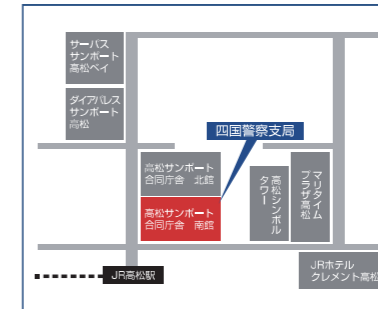 サーパス
サンポート
高松ベイ
ダイアパレス
サンポート
高松
四国警察支局
高松サンポート
合同庁舎 北館
高松サンポート
合同庁舎 南館
高松シンボル
タワー
マリタイム
プラザ高松
JRホテル
クレメント高松
JR高松駅